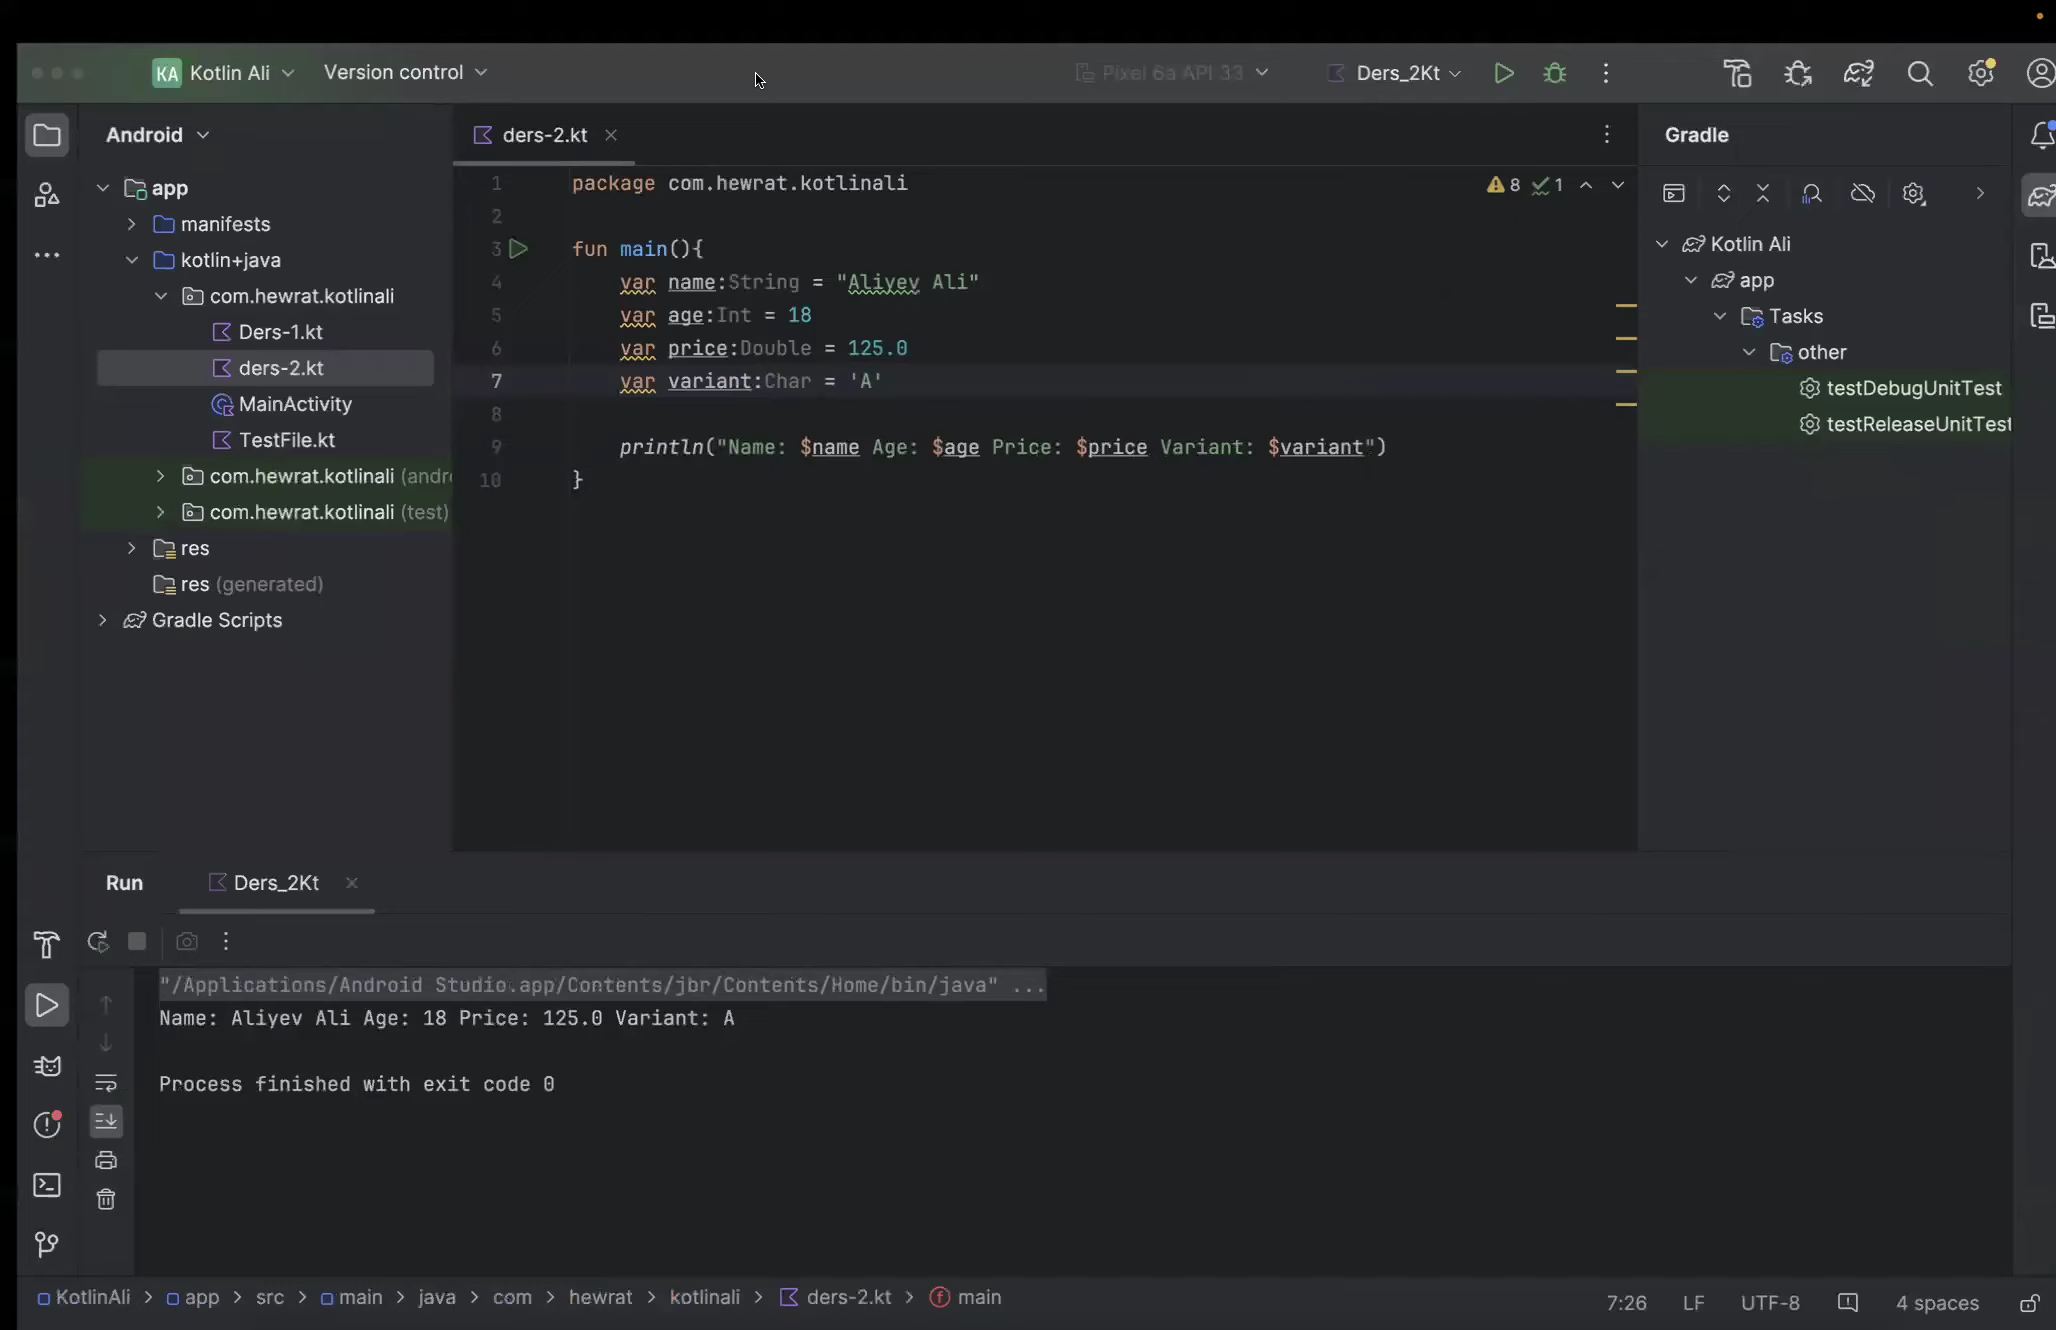 KA Kotlin Ali Version control Pixel 6a API 33 Ders_2Kt
Android
app
manifests
kotlin+java
com.hewrat.kotlinali
Ders-1.kt
ders-2.kt
MainActivity
TestFile.kt
com.hewrat.kotlinali (andr
com.hewrat.kotlinali (test)
res
res (generated)
Gradle Scripts
ders-2.kt
8 1
1 package com.hewrat.kotlinali
2
3 fun main(){
4 var name:String = "Aliyev Ali"
5 var age:Int = 18
6 var price:Double = 125.0
7 var variant:Char = 'A'
8
9 println("Name: $name Age: $age Price: $price Variant: $variant")
10 }
Gradle
Kotlin Ali
app
Tasks
other
testDebugUnitTest
testReleaseUnitTest
Run Ders_2Kt
"/Applications/Android Studio.app/Contents/jbr/Contents/Home/bin/java" ...
Name: Aliyev Ali Age: 18 Price: 125.0 Variant: A
Process finished with exit code 0
KotlinAli > app > src > main > java > com > hewrat > kotlinali > ders-2.kt > main
7:26 LF UTF-8 4 spaces